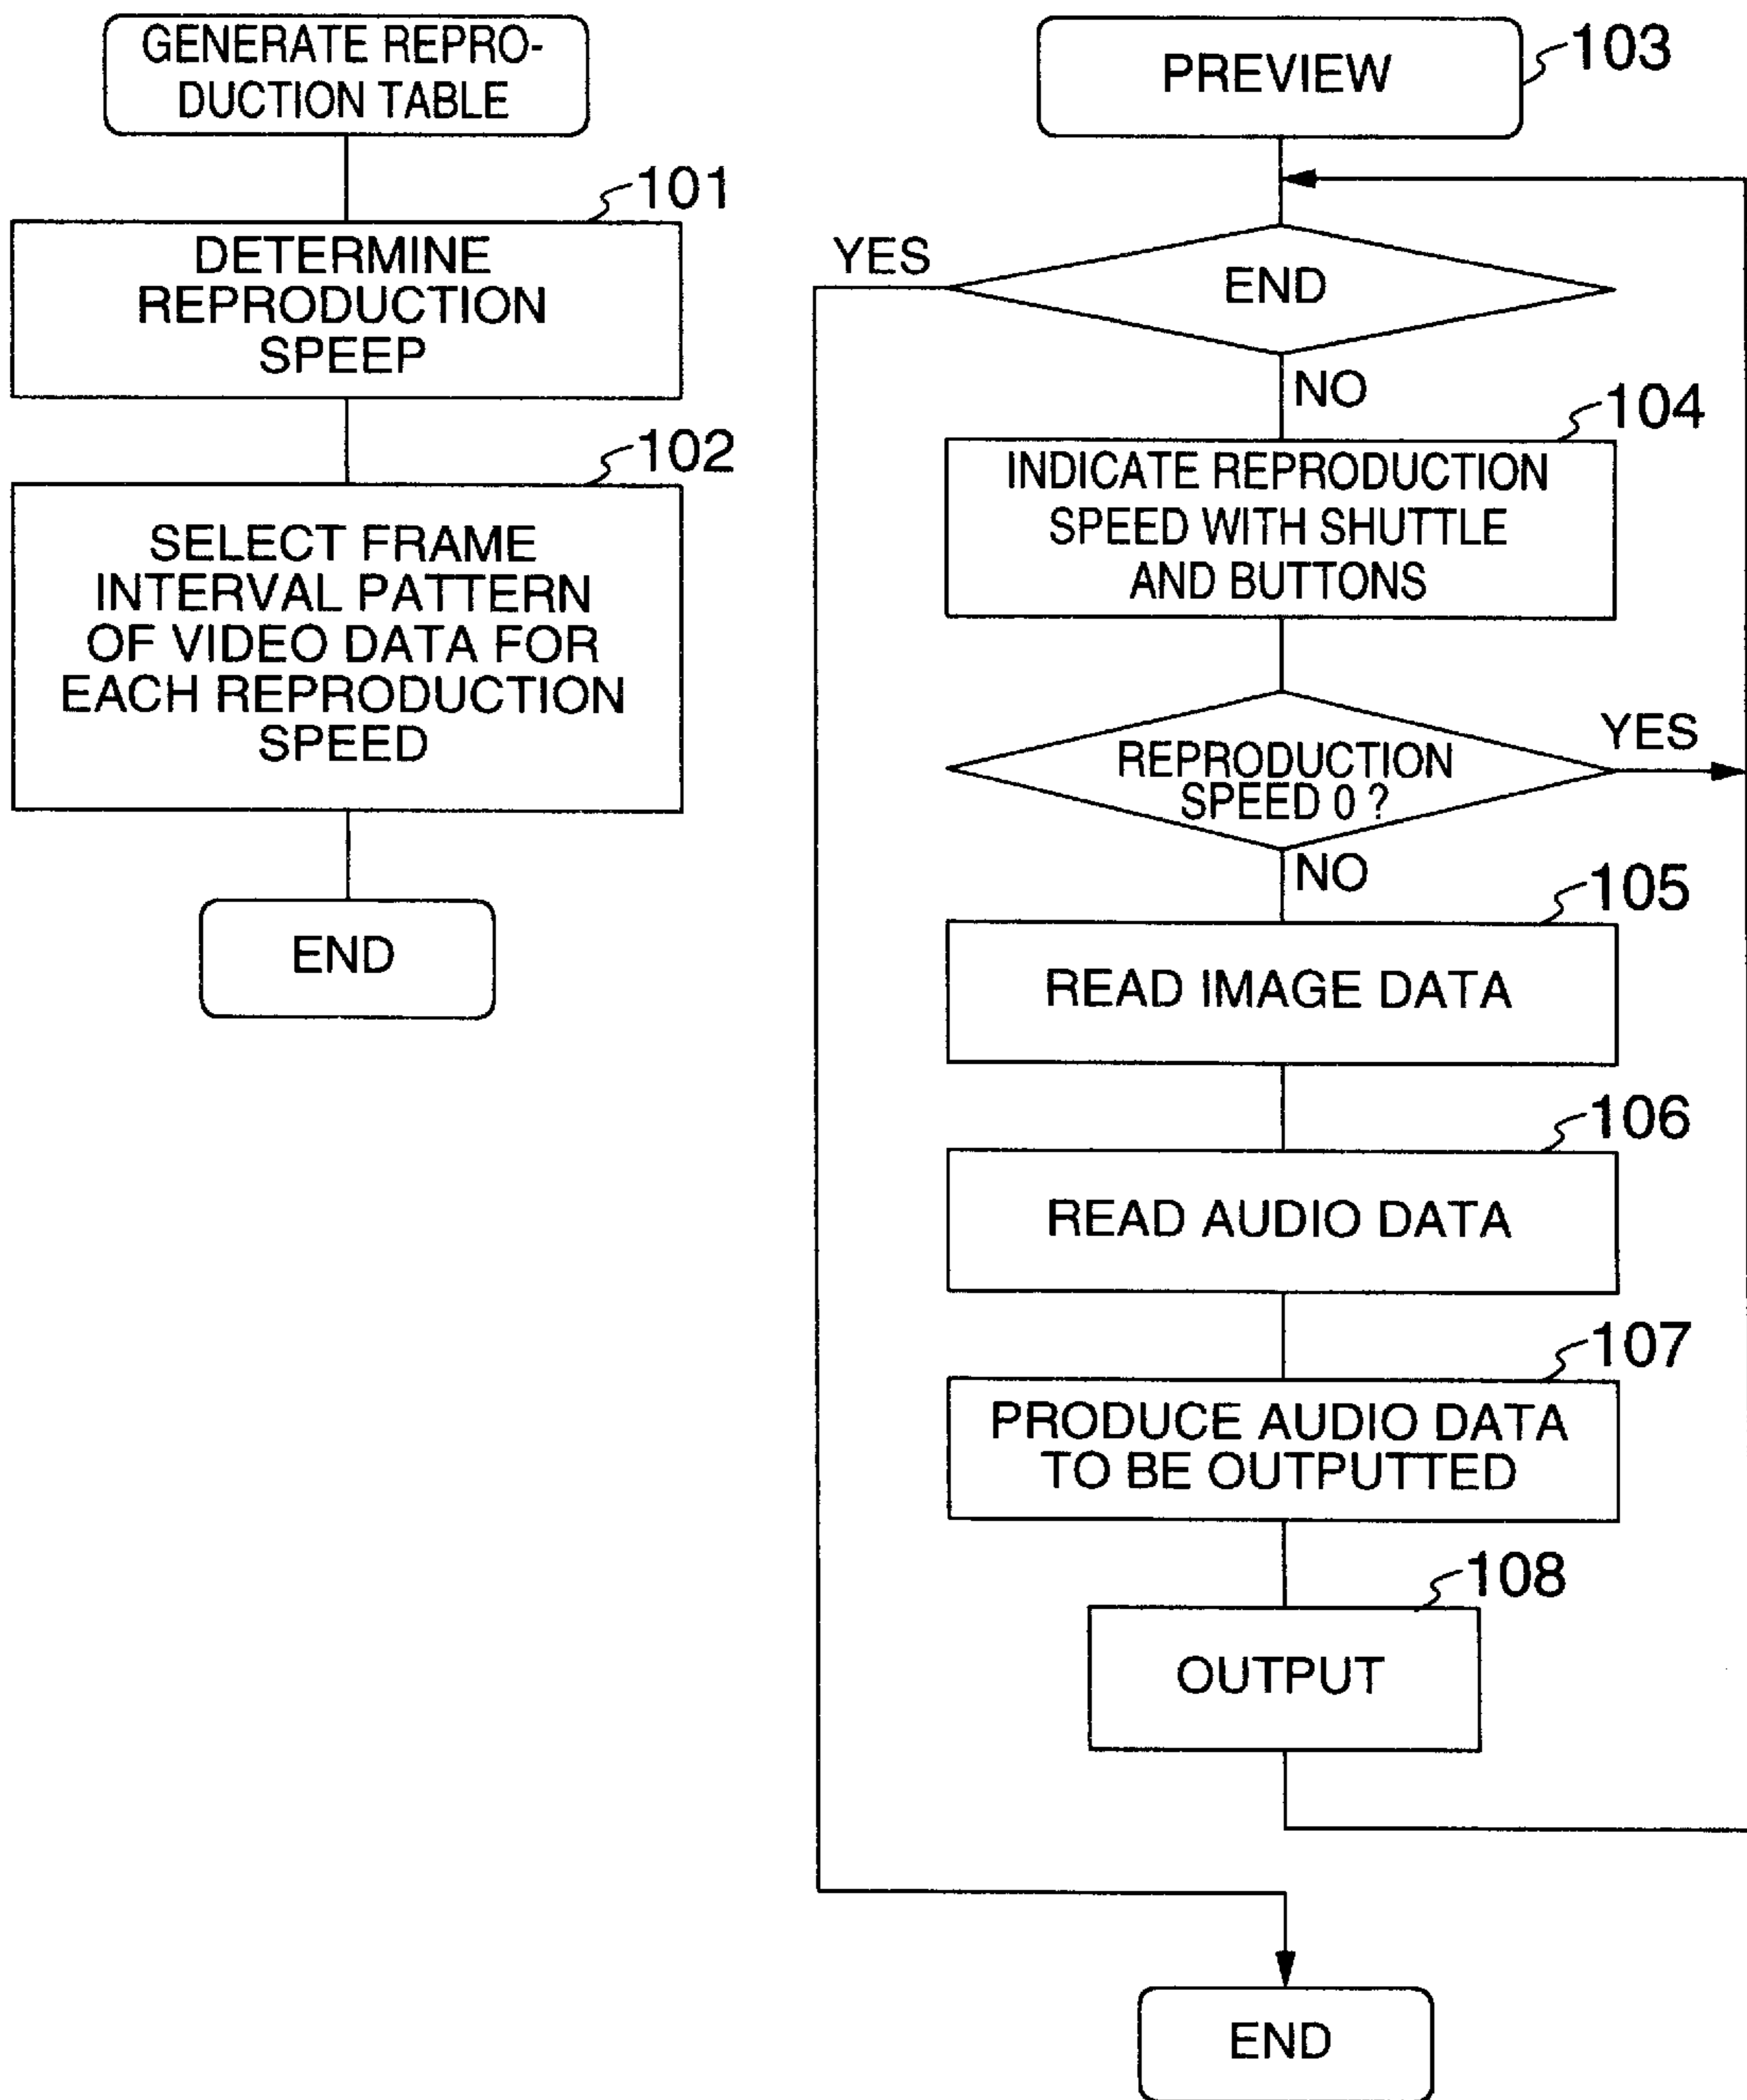 GENERATE REPRO-
DUCTION TABLE
101
DETERMINE
REPRODUCTION
SPEEP
102
SELECT FRAME
INTERVAL PATTERN
OF VIDEO DATA FOR
EACH REPRODUCTION
SPEED
END
PREVIEW
103
YES
END
NO
104
INDICATE REPRODUCTION
SPEED WITH SHUTTLE
AND BUTTONS
YES
REPRODUCTION
SPEED 0 ?
NO
105
READ IMAGE DATA
106
READ AUDIO DATA
107
PRODUCE AUDIO DATA
TO BE OUTPUTTED
108
OUTPUT
END